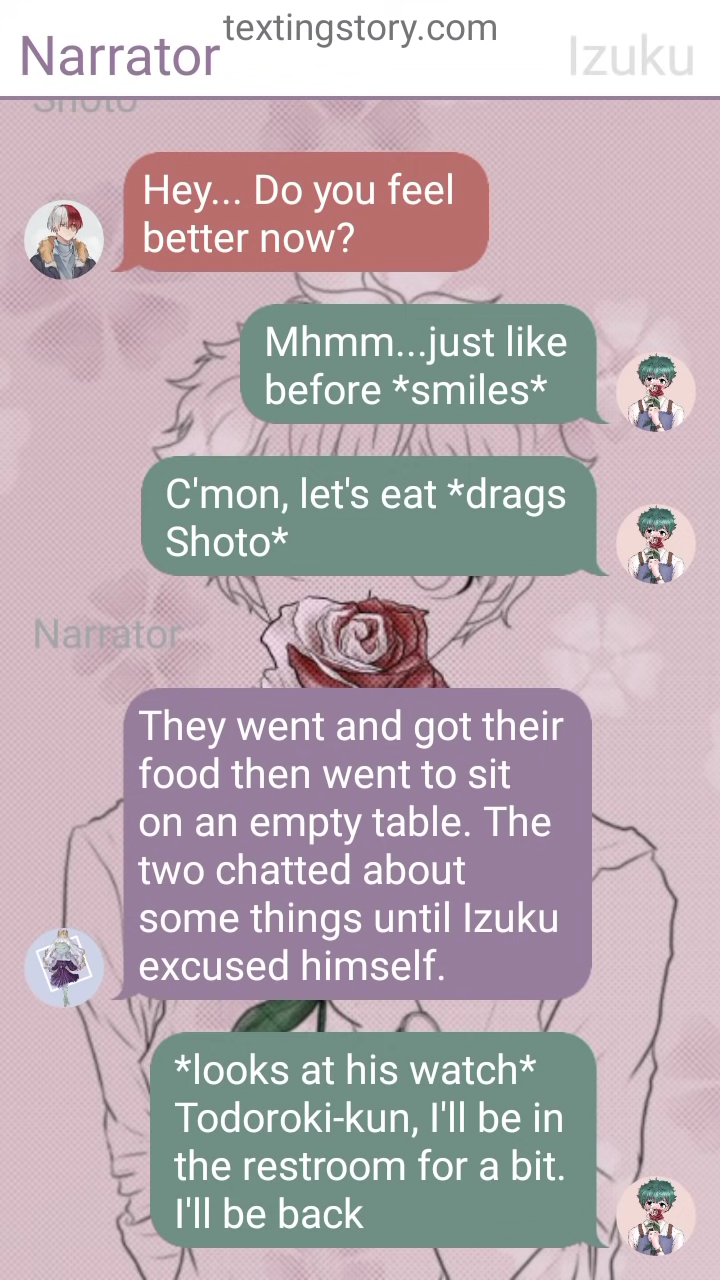 textingstory.com
Narrator
Izuku
Shoto
Hey... Do you feel
better now?
Mhmm...just like
before *smiles*
C'mon, let's eat *drags
Shoto*
Narrator
They went and got their
food then went to sit
on an empty table. The
two chatted about
some things until Izuku
excused himself.
*looks at his watch*
Todoroki-kun, I'll be in
the restroom for a bit.
I'll be back